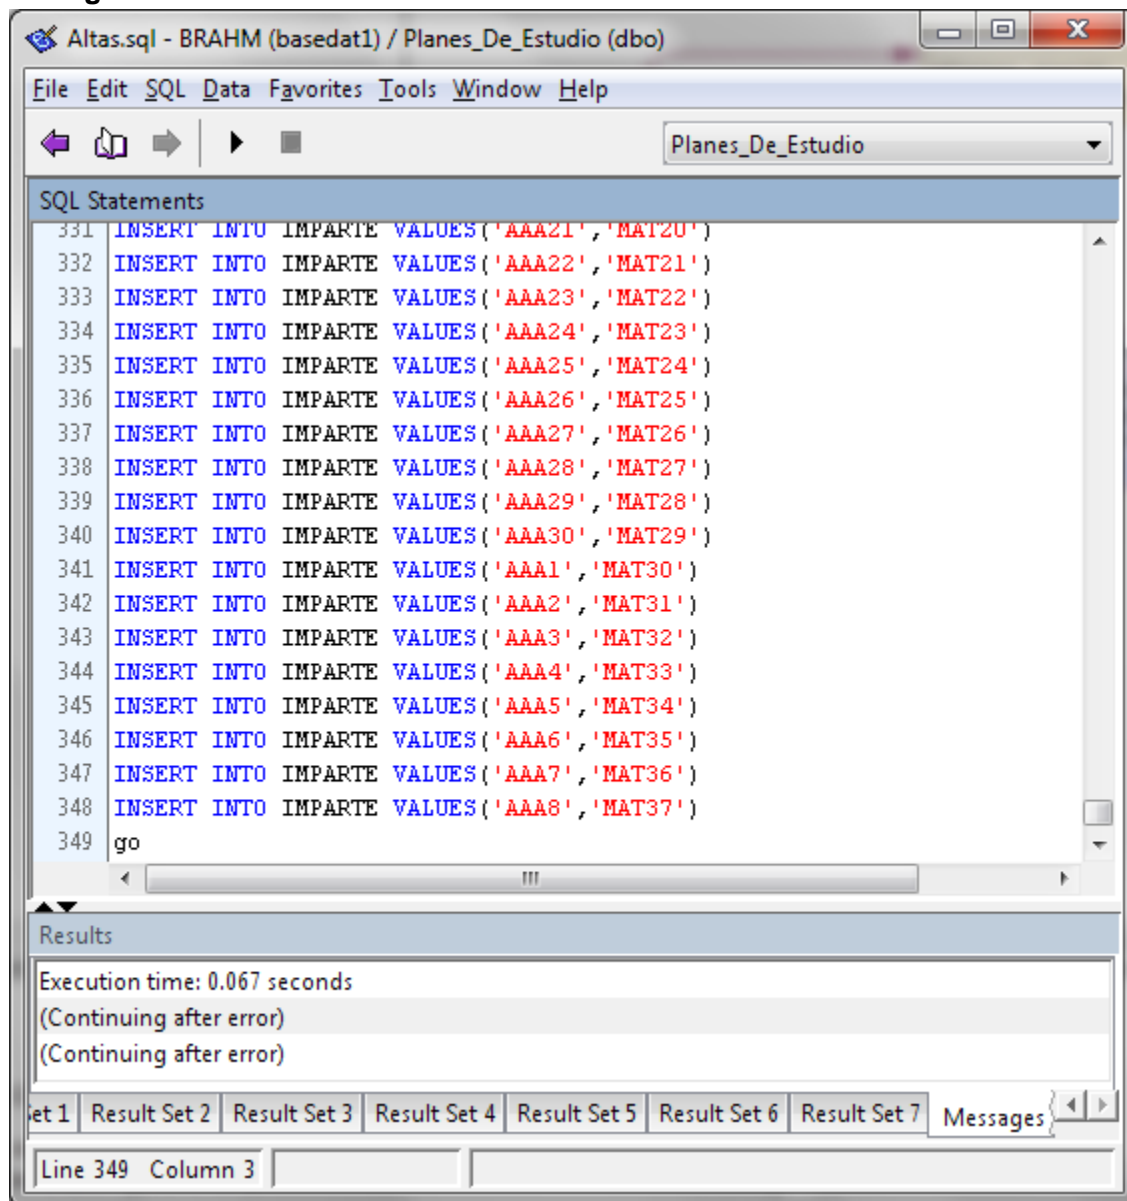 Altas.sql - BRAHM (basedat1) / Planes_De_Estudio (dbo)
File Edit SQL Data Favorites Tools Window Help
Planes_De_Estudio
SQL Statements
331 INSERT INTO IMPARTE VALUES('AAA21','MAT20')
332 INSERT INTO IMPARTE VALUES('AAA22','MAT21')
333 INSERT INTO IMPARTE VALUES('AAA23','MAT22')
334 INSERT INTO IMPARTE VALUES('AAA24','MAT23')
335 INSERT INTO IMPARTE VALUES('AAA25','MAT24')
336 INSERT INTO IMPARTE VALUES('AAA26','MAT25')
337 INSERT INTO IMPARTE VALUES('AAA27','MAT26')
338 INSERT INTO IMPARTE VALUES('AAA28','MAT27')
339 INSERT INTO IMPARTE VALUES('AAA29','MAT28')
340 INSERT INTO IMPARTE VALUES('AAA30','MAT29')
341 INSERT INTO IMPARTE VALUES('AAA1','MAT30')
342 INSERT INTO IMPARTE VALUES('AAA2','MAT31')
343 INSERT INTO IMPARTE VALUES('AAA3','MAT32')
344 INSERT INTO IMPARTE VALUES('AAA4','MAT33')
345 INSERT INTO IMPARTE VALUES('AAA5','MAT34')
346 INSERT INTO IMPARTE VALUES('AAA6','MAT35')
347 INSERT INTO IMPARTE VALUES('AAA7','MAT36')
348 INSERT INTO IMPARTE VALUES('AAA8','MAT37')
349 go
Results
Execution time: 0.067 seconds
(Continuing after error)
(Continuing after error)
Set 1 Result Set 2 Result Set 3 Result Set 4 Result Set 5 Result Set 6 Result Set 7 Messages
Line 349 Column 3